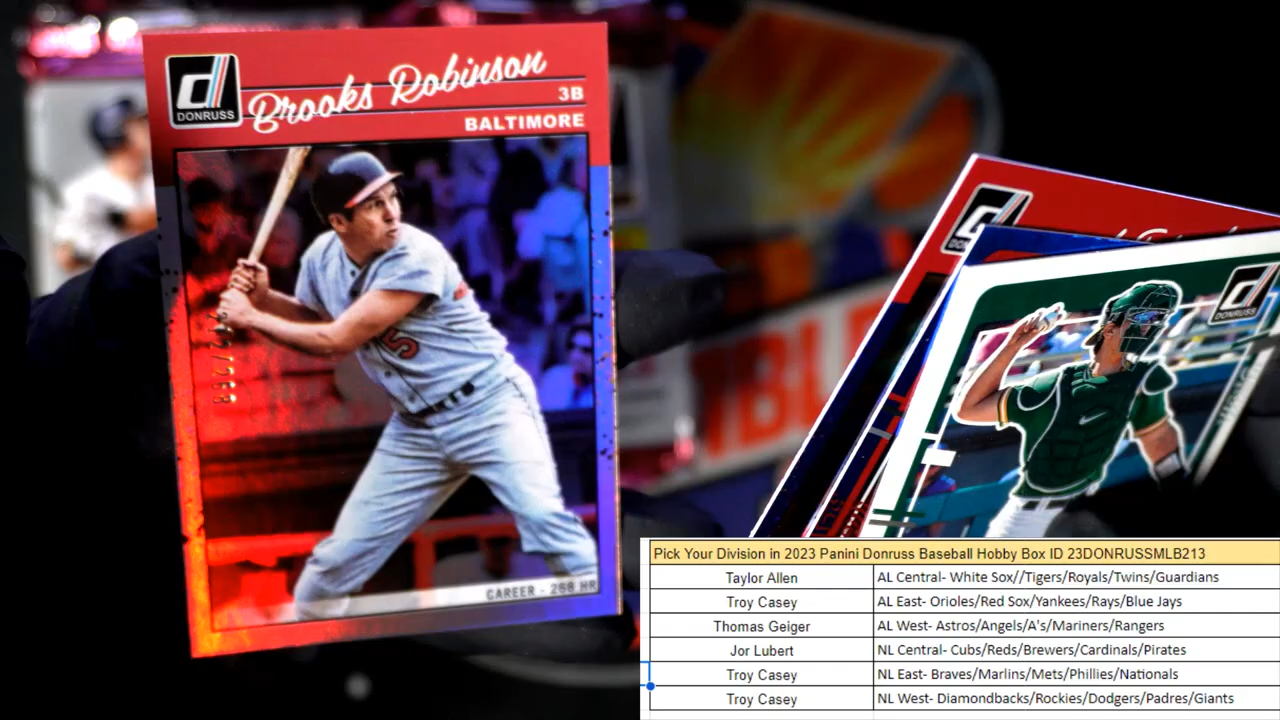 DONRUSS
Brooks Robinson
3B
BALTIMORE
5
CAREER - 268 HR
DONRUSS
DONRUSS
Pick Your Division in 2023 Panini Donruss Baseball Hobby Box ID 23DONRUSSMLB213
Taylor Allen AL Central- White Sox//Tigers/Royals/Twins/Guardians
Troy Casey AL East- Orioles/Red Sox/Yankees/Rays/Blue Jays
Thomas Geiger AL West- Astros/Angels/A's/Mariners/Rangers
Jor Lubert NL Central- Cubs/Reds/Brewers/Cardinals/Pirates
Troy Casey NL East- Braves/Marlins/Mets/Phillies/Nationals
Troy Casey NL West- Diamondbacks/Rockies/Dodgers/Padres/Giants